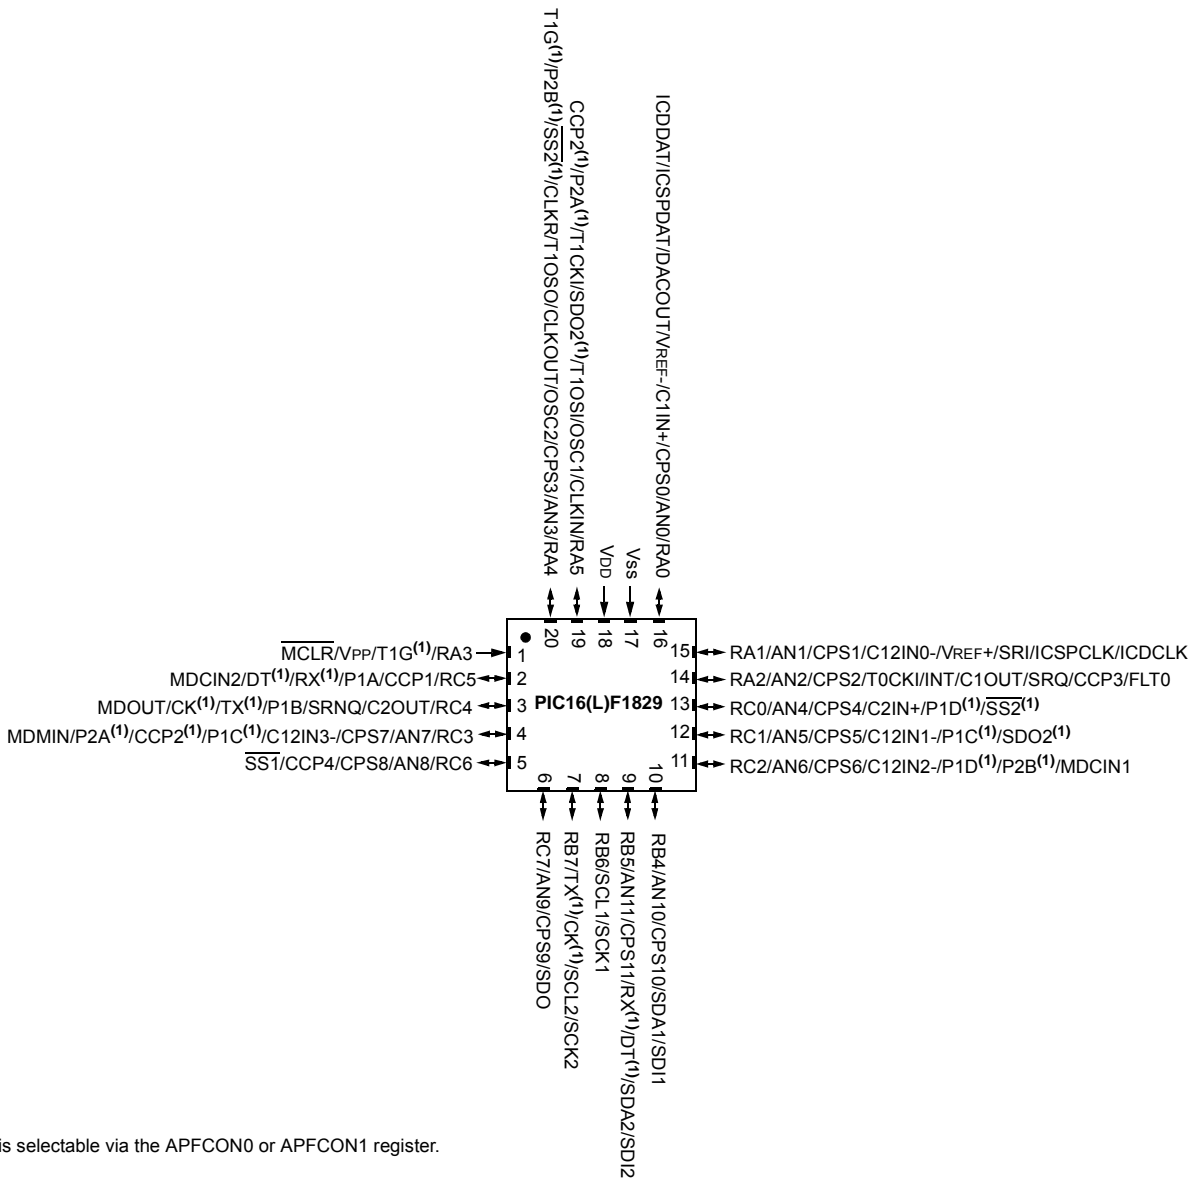 T1G(1)/P2B(1)/SS2(1)/CLKR/T1OSO/CLKOUT/OSC2/CPS3/AN3/RA4
CCP2(1)/P2A(1)/T1CKI/SDO2(1)/T1OSI/OSC1/CLKIN/RA5
VDD
Vss
ICDDAT/ICSPDAT/DACOUT/VREF-/C1IN+/CPS0/AN0/RA0
20
19
18
17
16
MCLR/VPP/T1G(1)/RA3
1
MDCIN2/DT(1)/RX(1)/P1A/CCP1/RC5
2
MDOUT/CK(1)/TX(1)/P1B/SRNQ/C2OUT/RC4
3
MDMIN/P2A(1)/CCP2(1)/P1C(1)/C12IN3-/CPS7/AN7/RC3
4
SS1/CCP4/CPS8/AN8/RC6
5
PIC16(L)F1829
15
RA1/AN1/CPS1/C12IN0-/VREF+/SRI/ICSPCLK/ICDCLK
14
RA2/AN2/CPS2/T0CKI/INT/C1OUT/SRQ/CCP3/FLT0
13
RC0/AN4/CPS4/C2IN+/P1D(1)/SS2(1)
12
RC1/AN5/CPS5/C12IN1-/P1C(1)/SDO2(1)
11
RC2/AN6/CPS6/C12IN2-/P1D(1)/P2B(1)/MDCIN1
6
7
8
9
10
RC7/AN9/CPS9/SDO
RB7/TX(1)/CK(1)/SCL2/SCK2
RB6/SCL1/SCK1
RB5/AN11/CPS11/RX(1)/DT(1)/SDA2/SDI2
RB4/AN10/CPS10/SDA1/SDI1
is selectable via the APFCON0 or APFCON1 register.